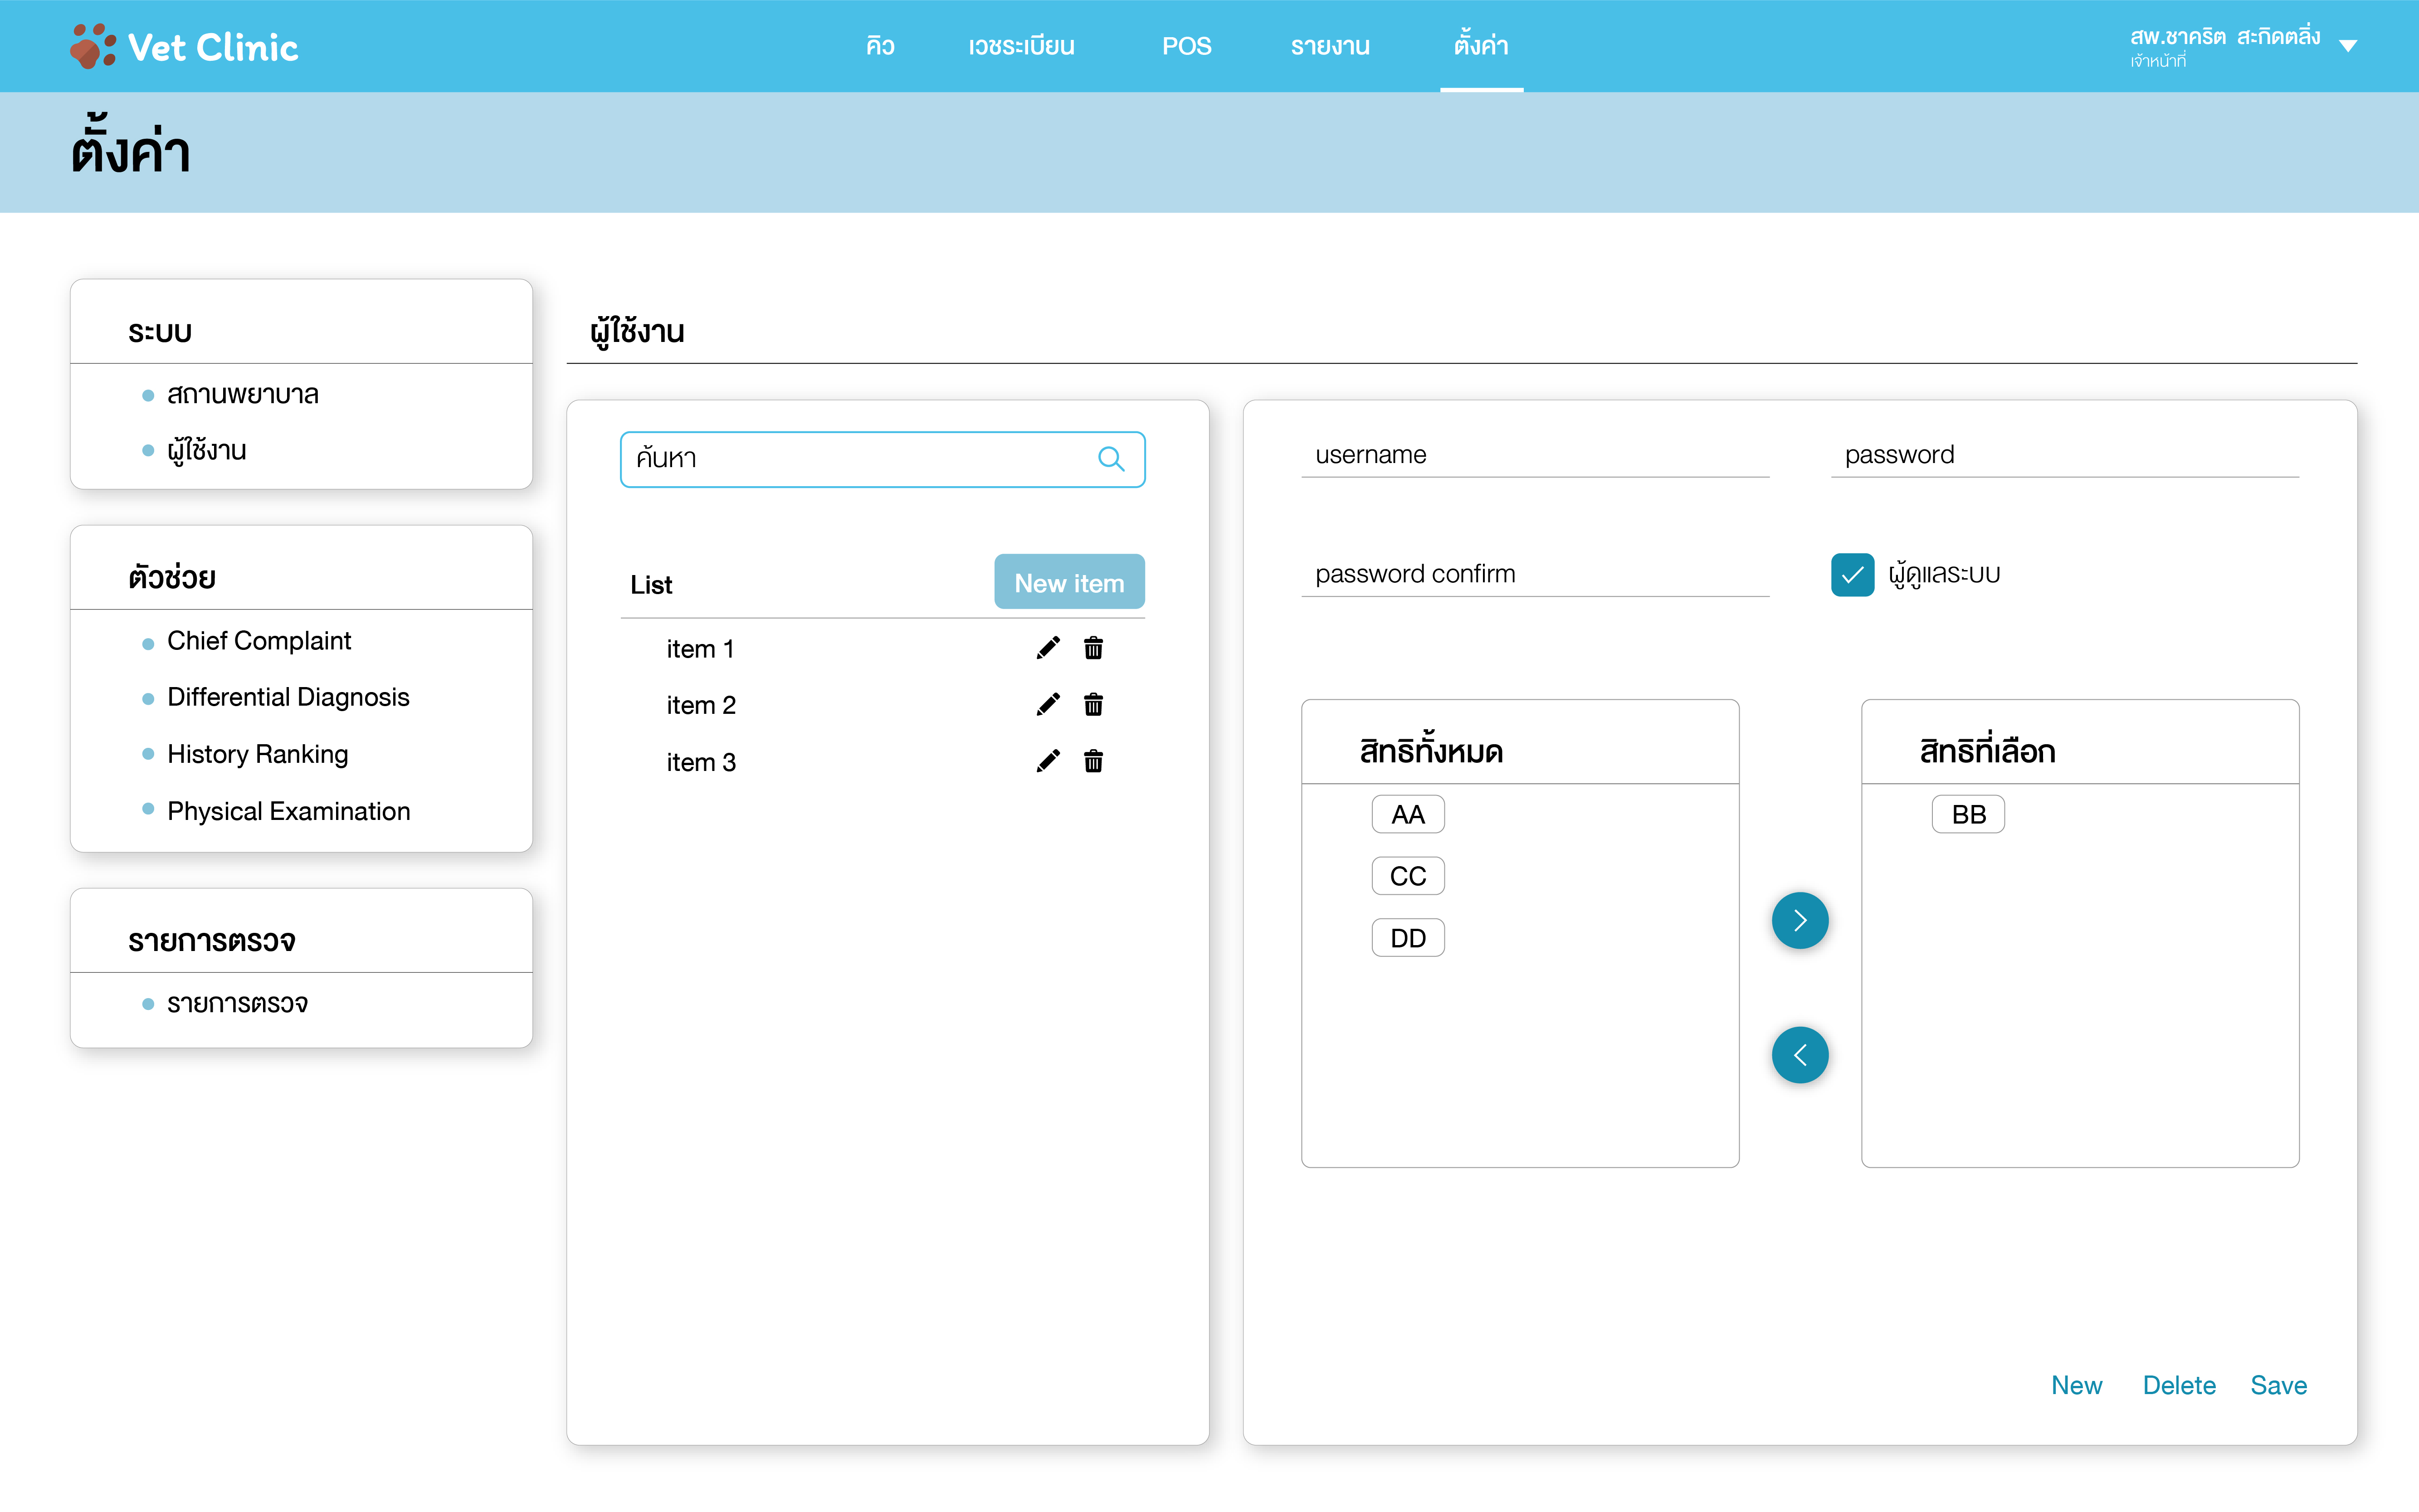 Vet Clinic
คิว เวชระเบียน POS รายงาน ตั้งค่า
สพ.ชาคริต สะกิดตลิ่ง
เจ้าหน้าที่
ตั้งค่า
ระบบ
สถานพยาบาล
ผู้ใช้งาน
ตัวช่วย
Chief Complaint
Differential Diagnosis
History Ranking
Physical Examination
รายการตรวจ
รายการตรวจ
ผู้ใช้งาน
ค้นหา
List New item
item 1
item 2
item 3
username password
password confirm ผู้ดูแลระบบ
สิทธิทั้งหมด
AA
CC
DD
สิทธิที่เลือก
BB
New Delete Save